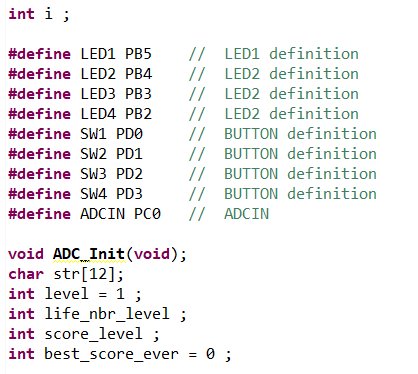 int i ;
#define LED1 PB5    //  LED1 definition
#define LED2 PB4    //  LED2 definition
#define LED3 PB3    //  LED2 definition
#define LED4 PB2    //  LED2 definition
#define SW1 PD0     //  BUTTON definition
#define SW2 PD1     //  BUTTON definition
#define SW3 PD2     //  BUTTON definition
#define SW4 PD3     //  BUTTON definition
#define ADCIN PC0   //  ADCIN
void ADC_Init(void);
char str[12];
int level = 1 ;
int life_nbr_level ;
int score_level ;
int best_score_ever = 0 ;